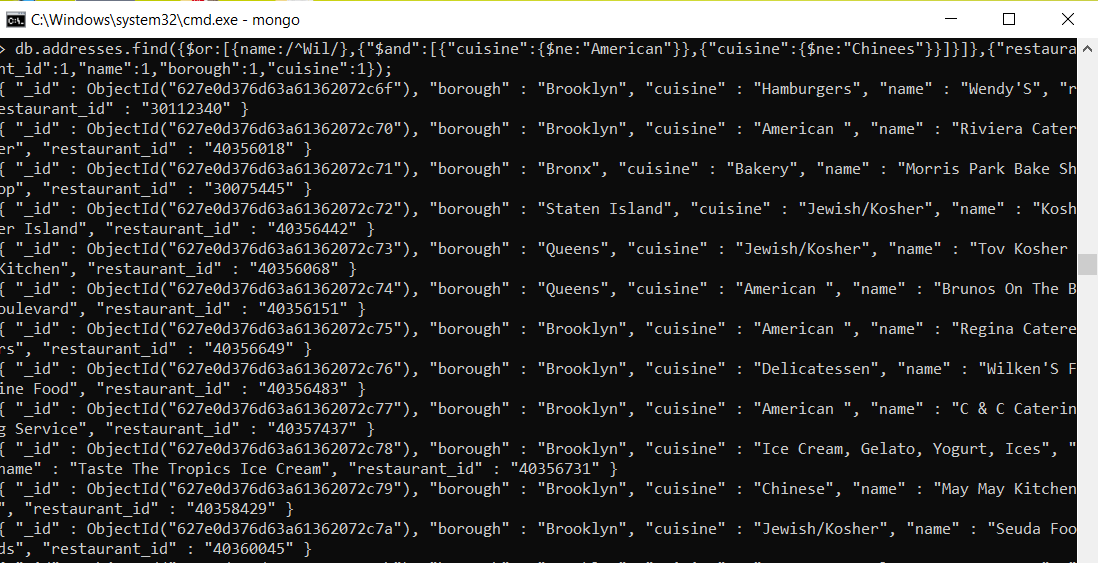 C:\Windows\system32\cmd.exe - mongo
> db.addresses.find({$or:[{name:/^Wil/},{"$and":[{"cuisine":{$ne:"American"}},{"cuisine":{$ne:"Chinees"}}]}]},{"restaura
nt_id":1,"name":1,"borough":1,"cuisine":1});
{ "_id" : ObjectId("627e0d376d63a61362072c6f"), "borough" : "Brooklyn", "cuisine" : "Hamburgers", "name" : "Wendy'S", "r
estaurant_id" : "30112340" }
{ "_id" : ObjectId("627e0d376d63a61362072c70"), "borough" : "Brooklyn", "cuisine" : "American ", "name" : "Riviera Cater
er", "restaurant_id" : "40356018" }
{ "_id" : ObjectId("627e0d376d63a61362072c71"), "borough" : "Bronx", "cuisine" : "Bakery", "name" : "Morris Park Bake Sh
op", "restaurant_id" : "30075445" }
{ "_id" : ObjectId("627e0d376d63a61362072c72"), "borough" : "Staten Island", "cuisine" : "Jewish/Kosher", "name" : "Kosh
er Island", "restaurant_id" : "40356442" }
{ "_id" : ObjectId("627e0d376d63a61362072c73"), "borough" : "Queens", "cuisine" : "Jewish/Kosher", "name" : "Tov Kosher
Kitchen", "restaurant_id" : "40356068" }
{ "_id" : ObjectId("627e0d376d63a61362072c74"), "borough" : "Queens", "cuisine" : "American ", "name" : "Brunos On The B
oulevard", "restaurant_id" : "40356151" }
{ "_id" : ObjectId("627e0d376d63a61362072c75"), "borough" : "Brooklyn", "cuisine" : "American ", "name" : "Regina Catere
rs", "restaurant_id" : "40356649" }
{ "_id" : ObjectId("627e0d376d63a61362072c76"), "borough" : "Brooklyn", "cuisine" : "Delicatessen", "name" : "Wilken'S F
ine Food", "restaurant_id" : "40356483" }
{ "_id" : ObjectId("627e0d376d63a61362072c77"), "borough" : "Brooklyn", "cuisine" : "American ", "name" : "C & C Caterin
g Service", "restaurant_id" : "40357437" }
{ "_id" : ObjectId("627e0d376d63a61362072c78"), "borough" : "Brooklyn", "cuisine" : "Ice Cream, Gelato, Yogurt, Ices", "
name" : "Taste The Tropics Ice Cream", "restaurant_id" : "40356731" }
{ "_id" : ObjectId("627e0d376d63a61362072c79"), "borough" : "Brooklyn", "cuisine" : "Chinese", "name" : "May May Kitchen
", "restaurant_id" : "40358429" }
{ "_id" : ObjectId("627e0d376d63a61362072c7a"), "borough" : "Brooklyn", "cuisine" : "Jewish/Kosher", "name" : "Seuda Foo
ds", "restaurant_id" : "40360045" }